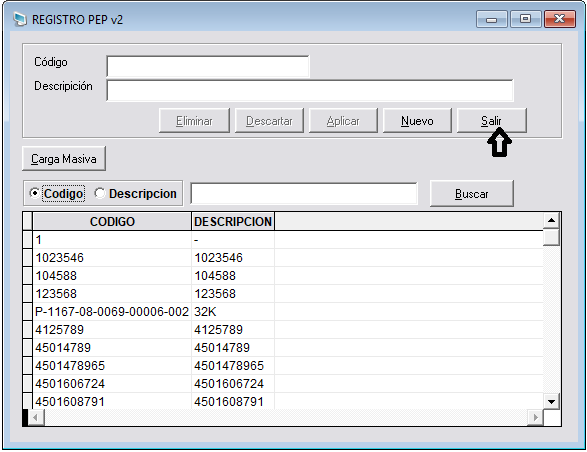 REGISTRO PEP v2
Código
Descripición
Eliminar Descartar Aplicar Nuevo Salir
Carga Masiva
Codigo Descripcion Buscar
CODIGO DESCRIPCION
1 -
1023546 1023546
104588 104588
123568 123568
P-1167-08-0069-00006-002 32K
4125789 4125789
45014789 45014789
4501478965 4501478965
4501606724 4501606724
4501608791 4501608791